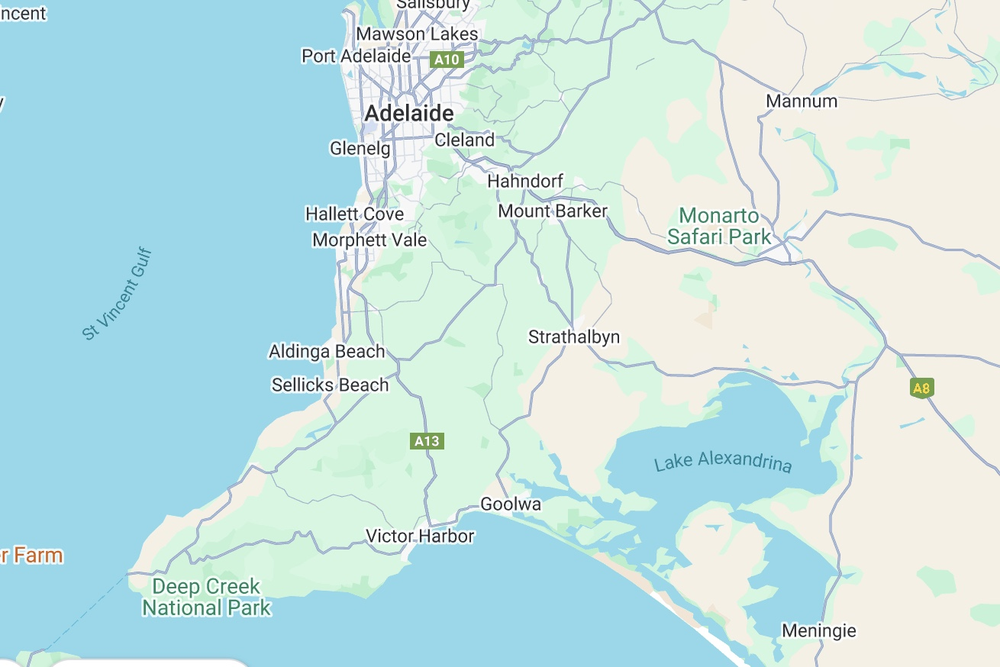 Salisbury
ncent
Mawson Lakes
Port Adelaide
A10
Mannum
Adelaide
Cleland
Glenelg
Hahndorf
Mount Barker
Hallett Cove
Monarto
Safari Park
Morphett Vale
St Vincent Gulf
Strathalbyn
Aldinga Beach
Sellicks Beach
A8
A13
Lake Alexandrina
Goolwa
Victor Harbor
r Farm
Deep Creek
National Park
Meningie